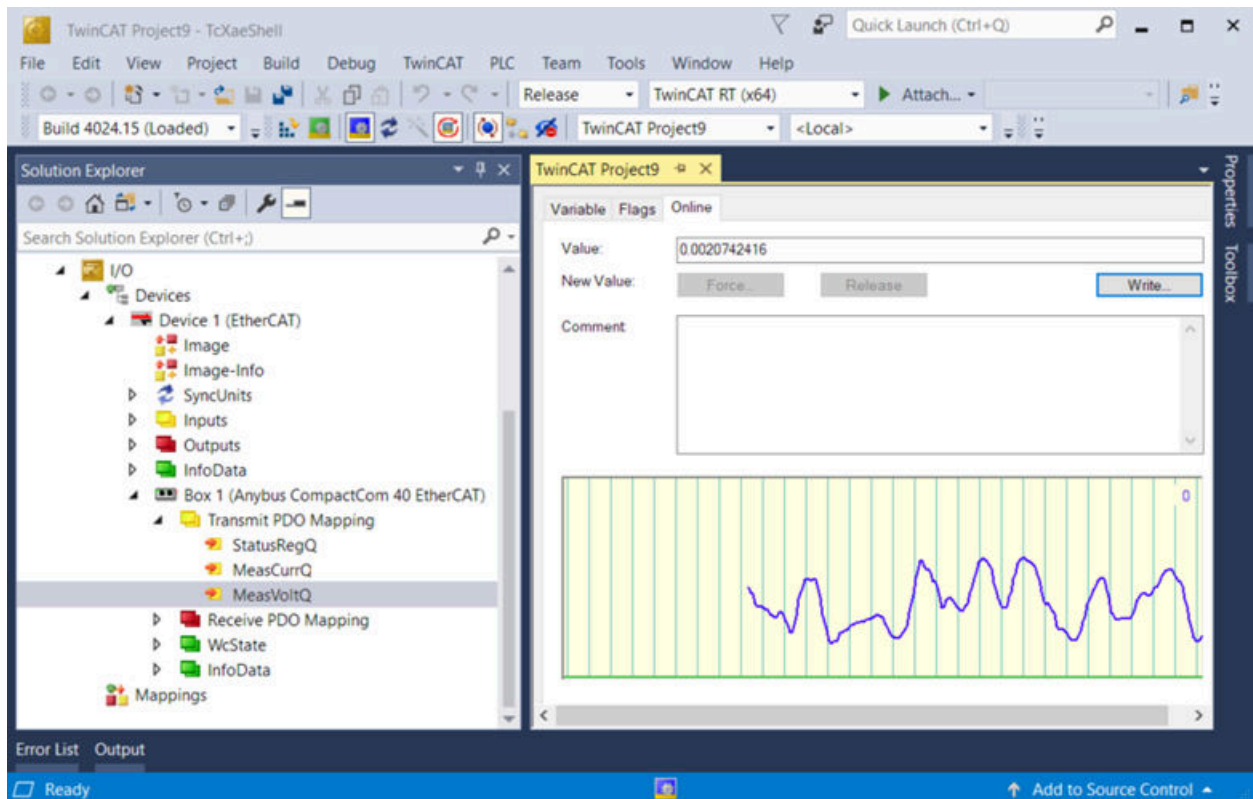 TwinCAT Project9 - TcXaeShell
Quick Launch (Ctrl+Q)
File Edit View Project Build Debug TwinCAT PLC Team Tools Window Help
Release TwinCAT RT (x64) Attach...
Build 4024.15 (Loaded) TwinCAT Project9 <Local>
Solution Explorer
Search Solution Explorer (Ctrl+;)
I/O
Devices
Device 1 (EtherCAT)
Image
Image-Info
SyncUnits
Inputs
Outputs
InfoData
Box 1 (Anybus CompactCom 40 EtherCAT)
Transmit PDO Mapping
StatusRegQ
MeasCurrQ
MeasVoltQ
Receive PDO Mapping
WcState
InfoData
Mappings
TwinCAT Project9
Variable Flags Online
Value: 0.0020742416
New Value: Force... Release Write...
Comment
0
Properties
Toolbox
Error List Output
Ready
Add to Source Control